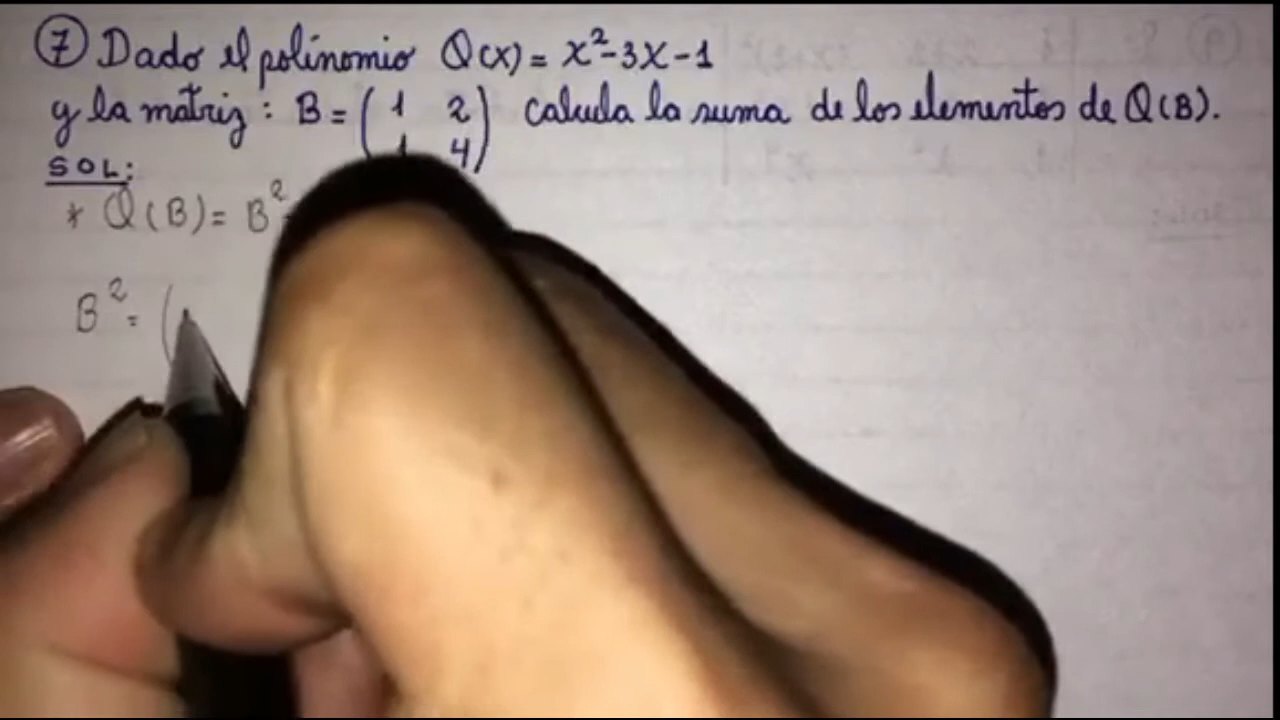 7 Dado el polinomio Q(x) = x² - 3x - 1
y la matriz: B = ( 1 2 ) calcula la suma de los elementos de Q(B).
1 4
SOL:
* Q(B) = B² -
B² = (